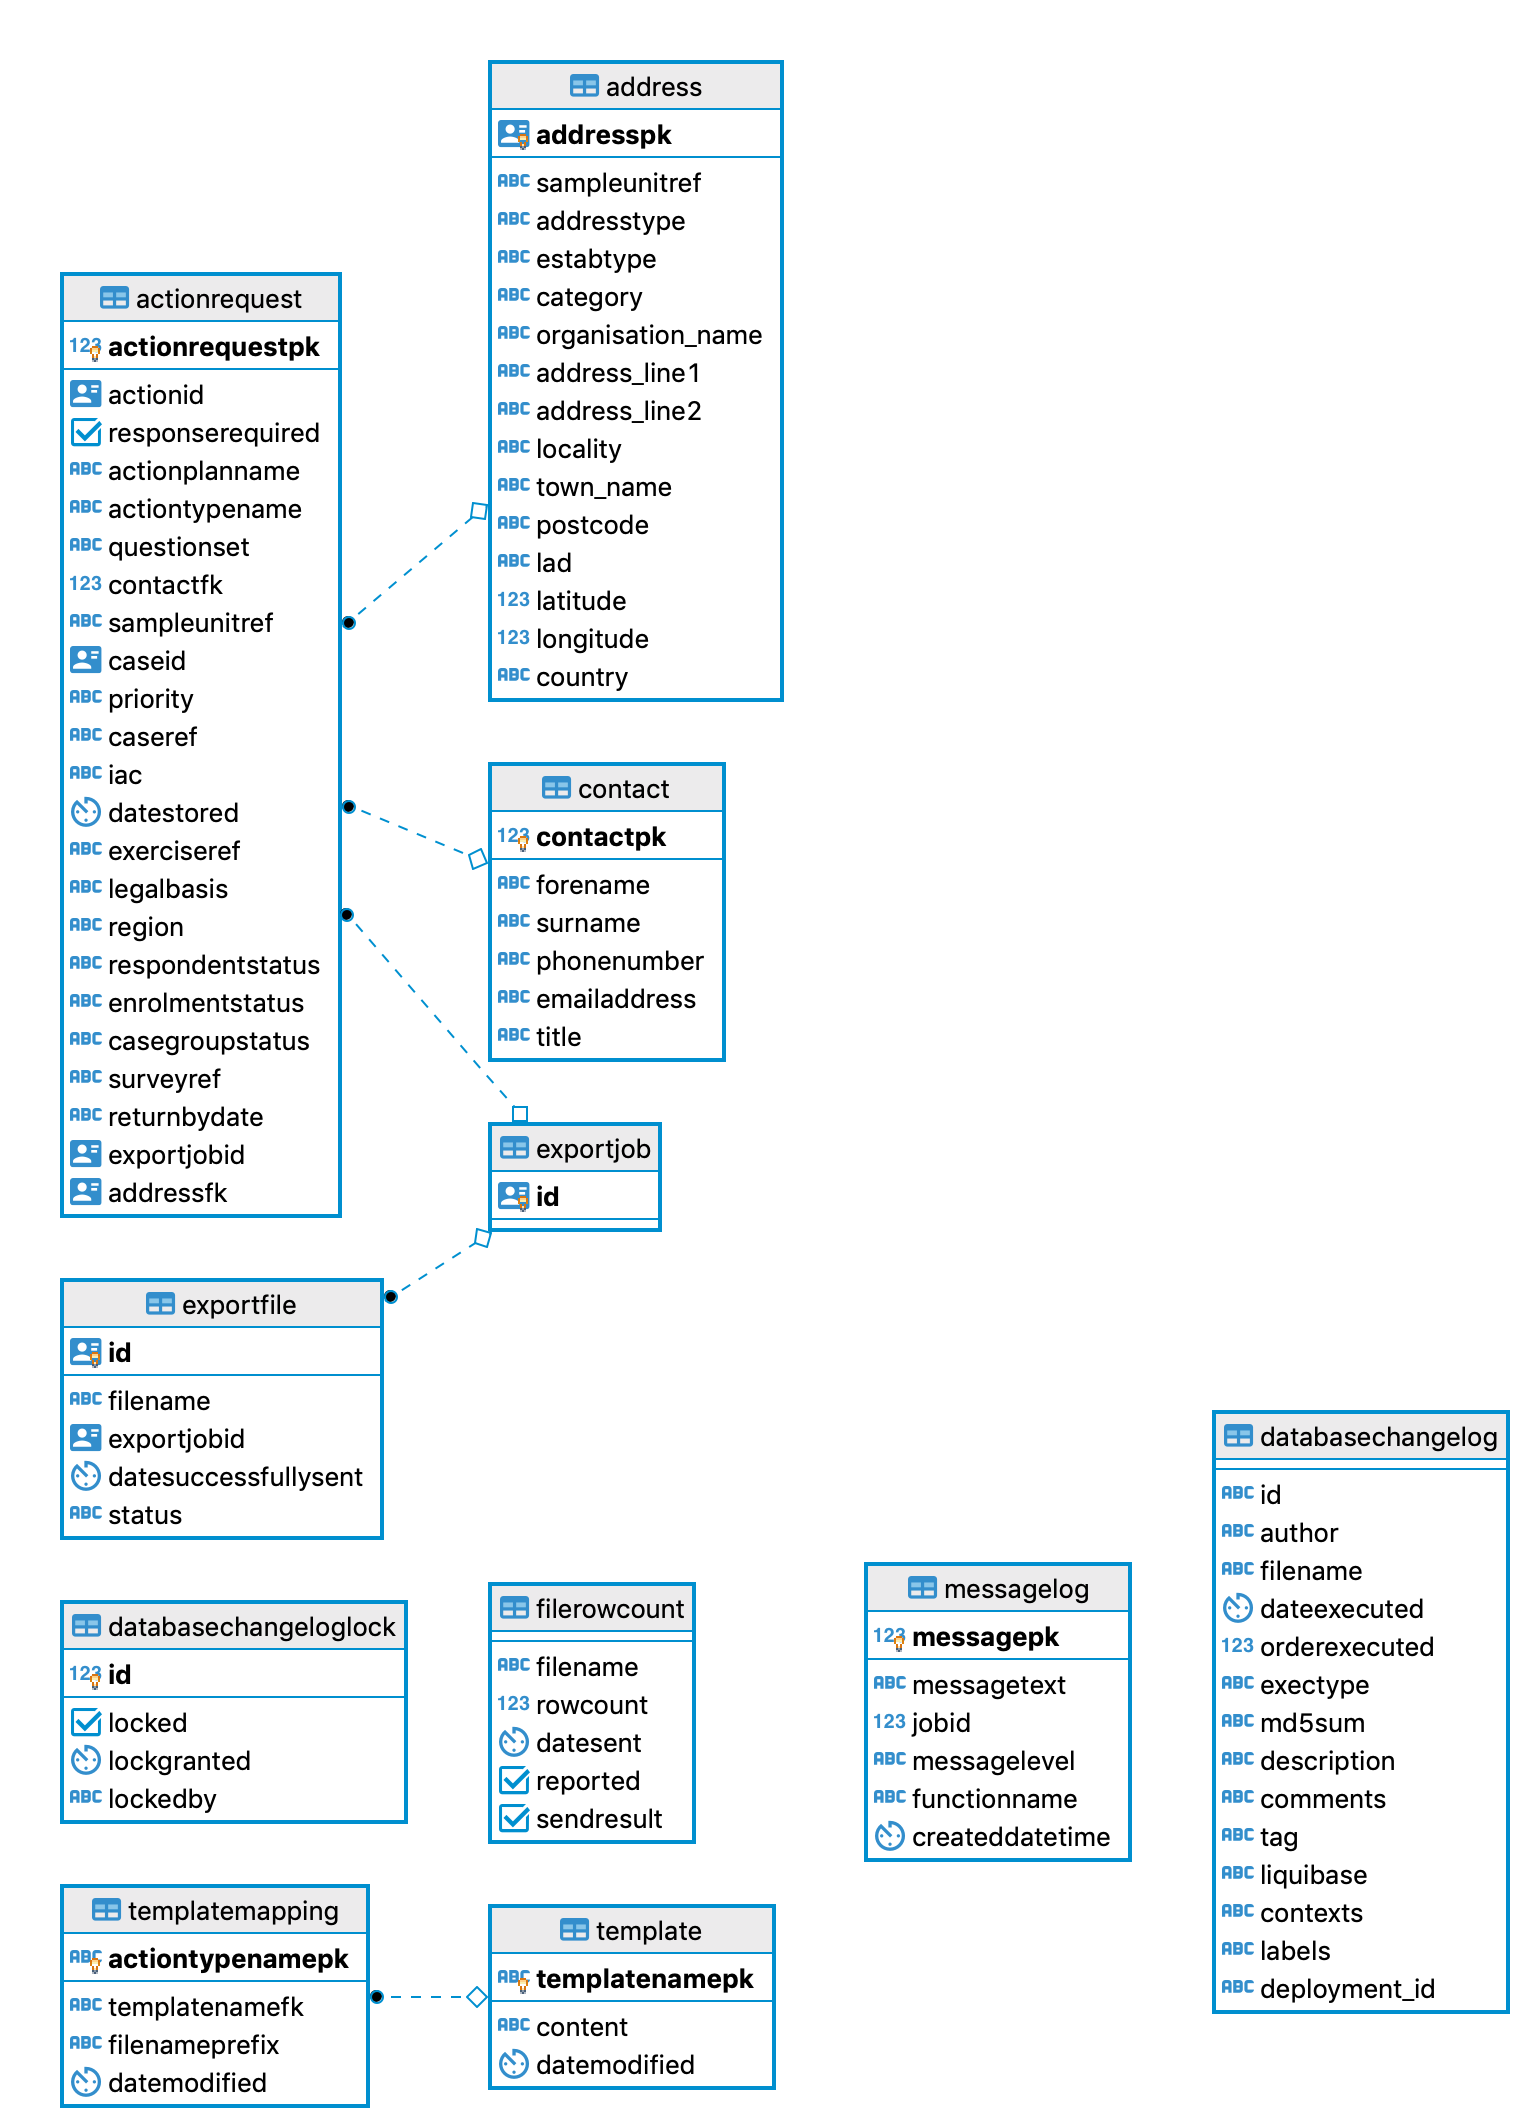 address
addresspk
ABC sampleunitref
ABC addresstype
ABC estabtype
ABC category
ABC organisation_name
ABC address_line1
ABC address_line2
ABC locality
ABC town_name
ABC postcode
ABC lad
123 latitude
123 longitude
ABC country
actionrequest
123 actionrequestpk
actionid
responserequired
ABC actionplanname
ABC actiontypename
ABC questionset
123 contactfk
ABC sampleunitref
caseid
ABC priority
ABC caseref
ABC iac
datestored
ABC exerciseref
ABC legalbasis
ABC region
ABC respondentstatus
ABC enrolmentstatus
ABC casegroupstatus
ABC surveyref
ABC returnbydate
exportjobid
addressfk
contact
123 contactpk
ABC forename
ABC surname
ABC phonenumber
ABC emailaddress
ABC title
exportjob
id
exportfile
id
ABC filename
exportjobid
datesuccessfullysent
ABC status
databasechangeloglock
123 id
locked
lockgranted
ABC lockedby
filerowcount
ABC filename
123 rowcount
datesent
reported
sendresult
messagelog
123 messagepk
ABC messagetext
123 jobid
ABC messagelevel
ABC functionname
createddatetime
databasechangelog
ABC id
ABC author
ABC filename
dateexecuted
123 orderexecuted
ABC exectype
ABC md5sum
ABC description
ABC comments
ABC tag
ABC liquibase
ABC contexts
ABC labels
ABC deployment_id
templatemapping
ABC actiontypenamepk
ABC templatenamefk
ABC filenameprefix
datemodified
template
ABC templatenamepk
ABC content
datemodified